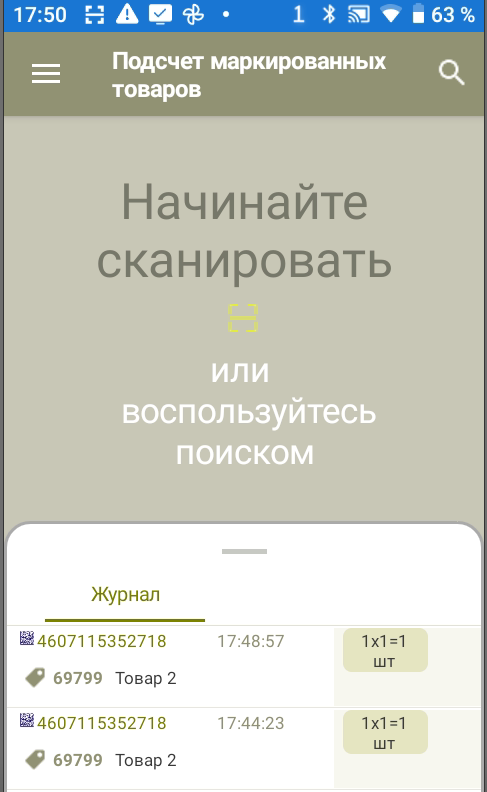 17:50 1 63 %
Подсчет маркированных
товаров
Начинайте
сканировать
или
воспользуйтесь
поиском
Журнал
4607115352718 17:48:57 1x1=1
шт
69799 Товар 2
4607115352718 17:44:23 1x1=1
шт
69799 Товар 2